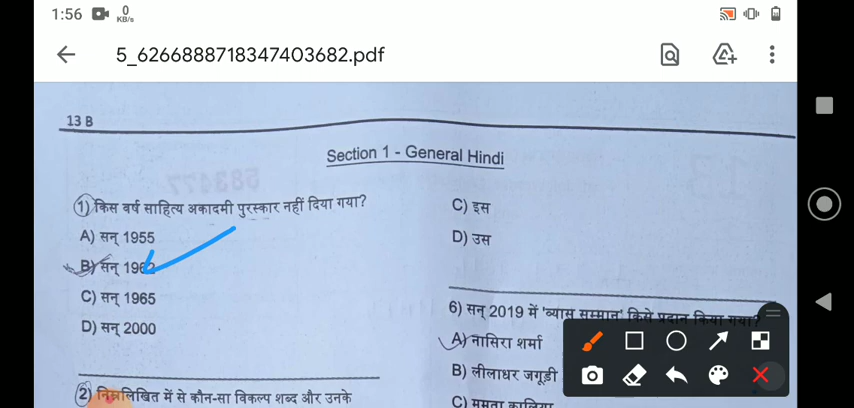 1:56 0 KB/s
5_6266888718347403682.pdf
13 B
Section 1 - General Hindi
1) किस वर्ष साहित्य अकादमी पुरस्कार नहीं दिया गया?
A) सन् 1955
B) सन् 1962
C) सन् 1965
D) सन् 2000
2) निम्नलिखित में से कौन-सा विकल्प शब्द और उनके
C) इस
D) उस
6) सन् 2019 में 'व्यास सम्मान' किसे प्रदान किया गया?
A) नासिरा शर्मा
B) लीलाधर जगूड़ी
C) ममता कालिया